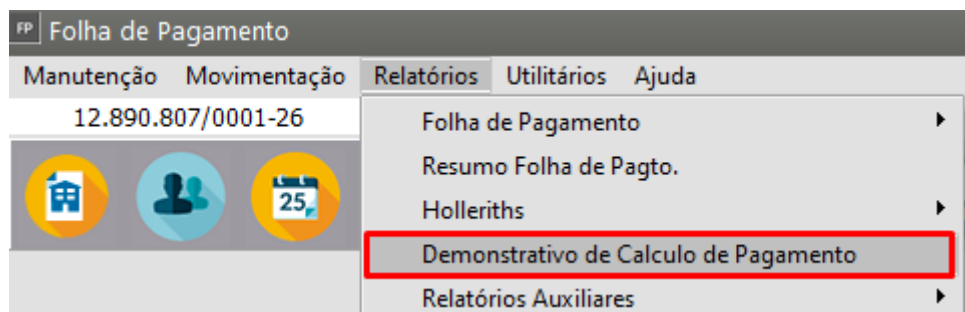 FP Folha de Pagamento
Manutenção Movimentação Relatórios Utilitários Ajuda
12.890.807/0001-26
Folha de Pagamento
Resumo Folha de Pagto.
25
Holleriths
Demonstrativo de Calculo de Pagamento
Relatórios Auxiliares